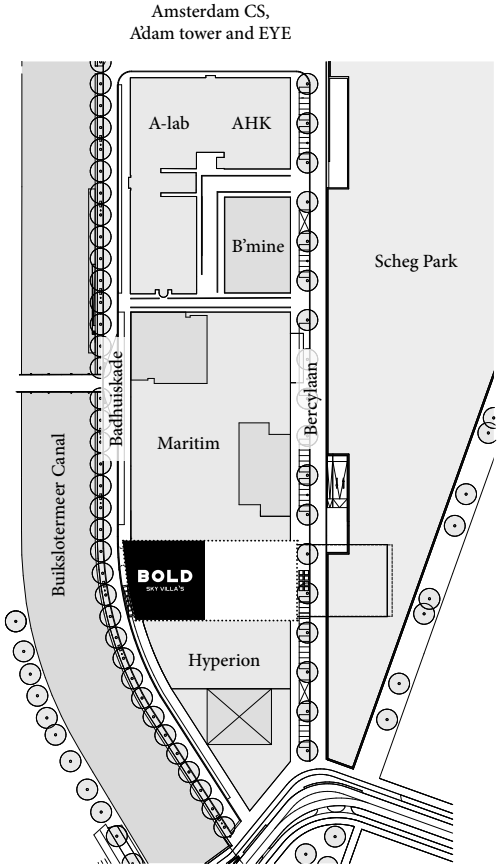 Amsterdam CS,
A'dam tower and EYE
A-lab
AHK
B'mine
Scheg Park
Badhuiskade
Bercylaan
Maritim
Buikslotermeer Canal
BOLD
SKY VILLA'S
Hyperion